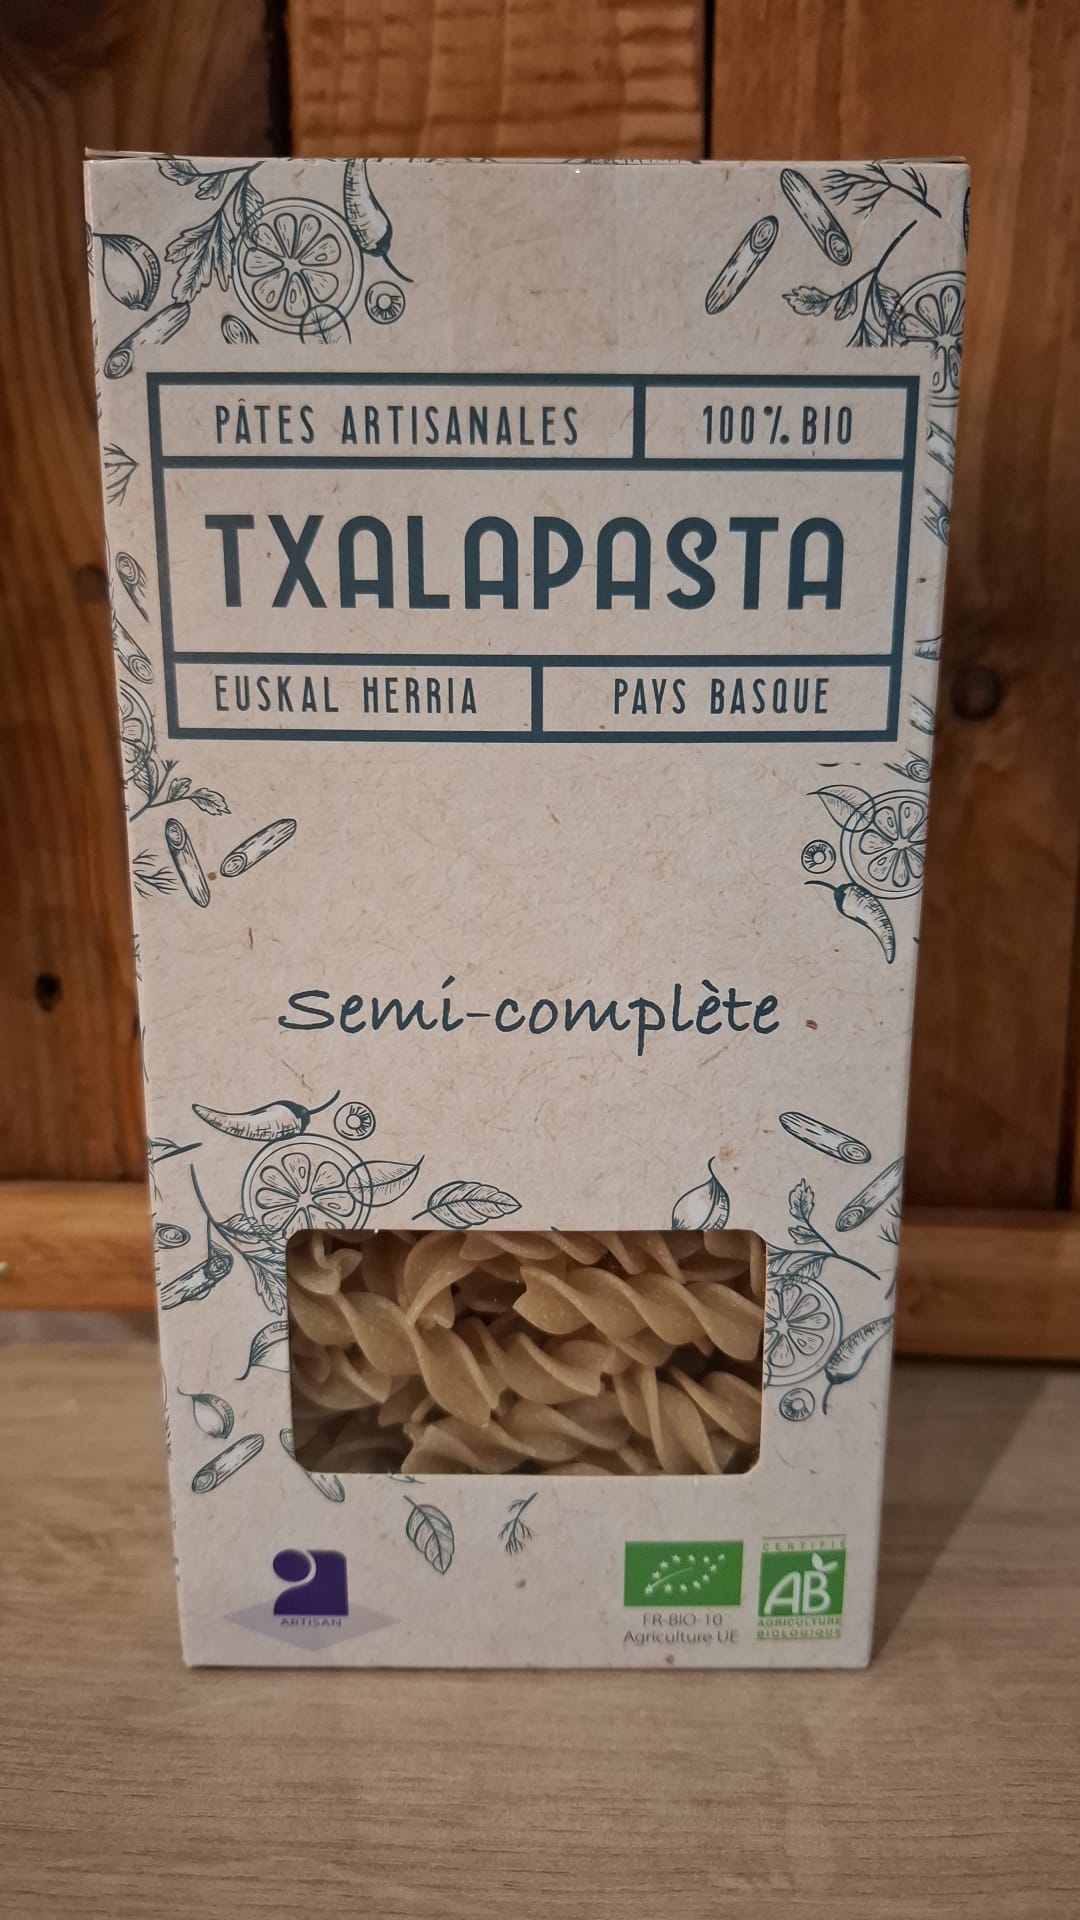 PÂTES ARTISANALES
100% BIO
TXALAPASTA
EUSKAL HERRIA
PAYS BASQUE
Semi-complète
ARTISAN
FR-BIO-10
Agriculture UE
CERTIFIÉ
AB
AGRICULTURE
BIOLOGIQUE